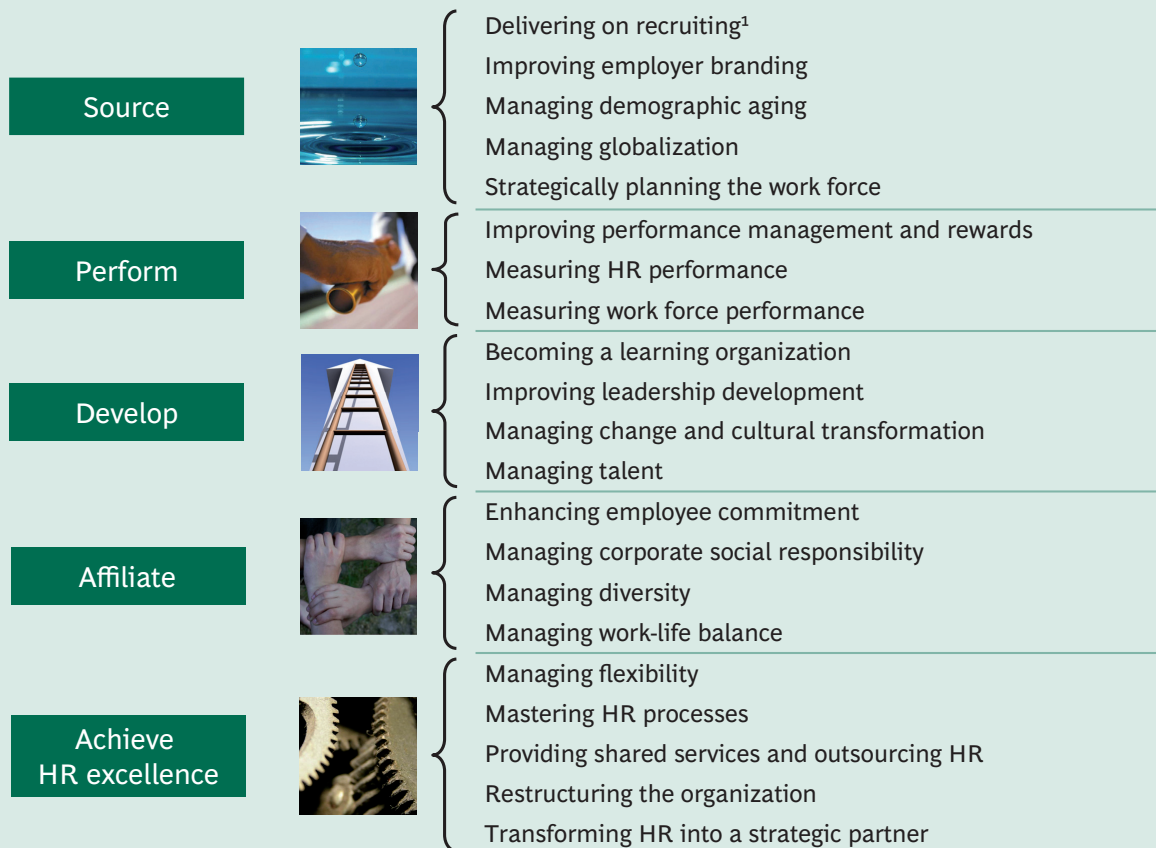 Source
Delivering on recruiting¹
Improving employer branding
Managing demographic aging
Managing globalization
Strategically planning the work force
Perform
Improving performance management and rewards
Measuring HR performance
Measuring work force performance
Develop
Becoming a learning organization
Improving leadership development
Managing change and cultural transformation
Managing talent
Affiliate
Enhancing employee commitment
Managing corporate social responsibility
Managing diversity
Managing work-life balance
Achieve
HR excellence
Managing flexibility
Mastering HR processes
Providing shared services and outsourcing HR
Restructuring the organization
Transforming HR into a strategic partner